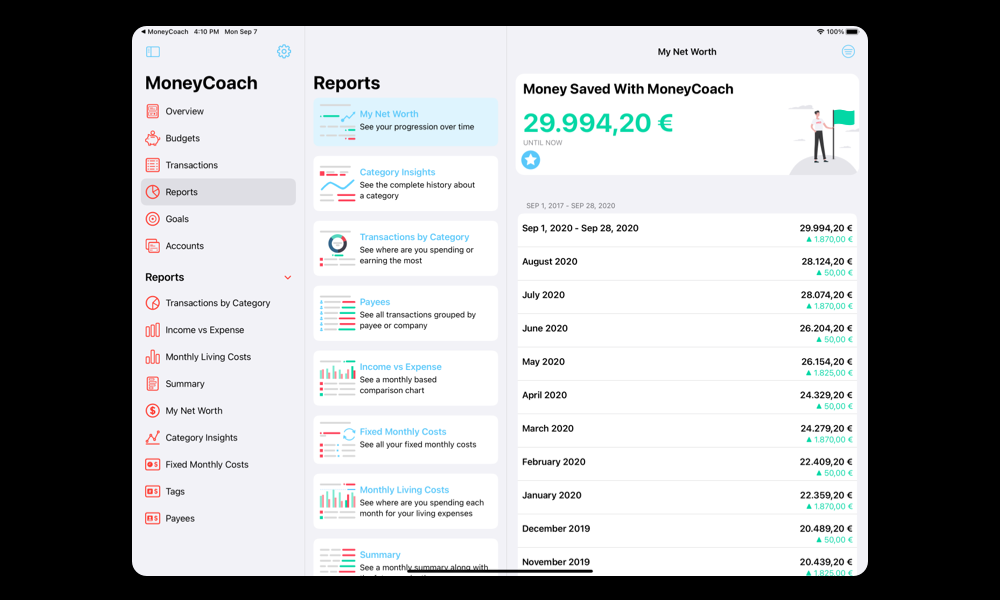 MoneyCoach 4:10 PM Mon Sep 7
100%
MoneyCoach
Overview
Budgets
Transactions
Reports
Goals
Accounts
Reports
Transactions by Category
Income vs Expense
Monthly Living Costs
Summary
My Net Worth
Category Insights
Fixed Monthly Costs
Tags
Payees
Reports
My Net Worth
See your progression over time
Category Insights
See the complete history about
a category
Transactions by Category
See where are you spending or
earning the most
Payees
See all transactions grouped by
payee or company
Income vs Expense
See a monthly based
comparison chart
Fixed Monthly Costs
See all your fixed monthly costs
Monthly Living Costs
See where are you spending each
month for your living expenses
Summary
See a monthly summary along with
My Net Worth
Money Saved With MoneyCoach
29.994,20 €
UNTIL NOW
SEP 1, 2017 - SEP 28, 2020
Sep 1, 2020 - Sep 28, 2020 29.994,20 €
▲ 1.870,00 €
August 2020 28.124,20 €
▲ 50,00 €
July 2020 28.074,20 €
▲ 1.870,00 €
June 2020 26.204,20 €
▲ 50,00 €
May 2020 26.154,20 €
▲ 1.825,00 €
April 2020 24.329,20 €
▲ 50,00 €
March 2020 24.279,20 €
▲ 1.870,00 €
February 2020 22.409,20 €
▲ 50,00 €
January 2020 22.359,20 €
▲ 1.870,00 €
December 2019 20.489,20 €
▲ 50,00 €
November 2019 20.439,20 €
▲ 1.825,00 €